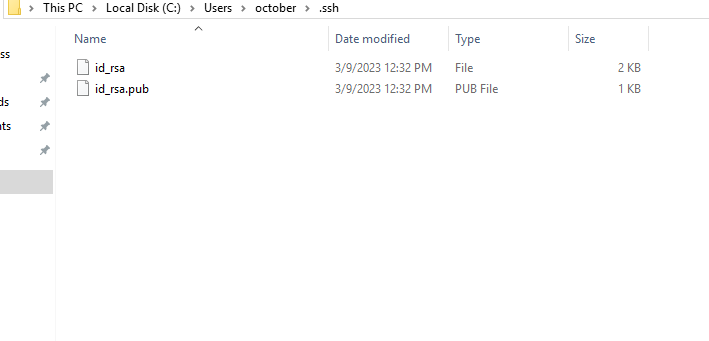 This PC > Local Disk (C:) > Users > october > .ssh
Name Date modified Type Size
ss
id_rsa 3/9/2023 12:32 PM File 2 KB
id_rsa.pub 3/9/2023 12:32 PM PUB File 1 KB
ds
nts